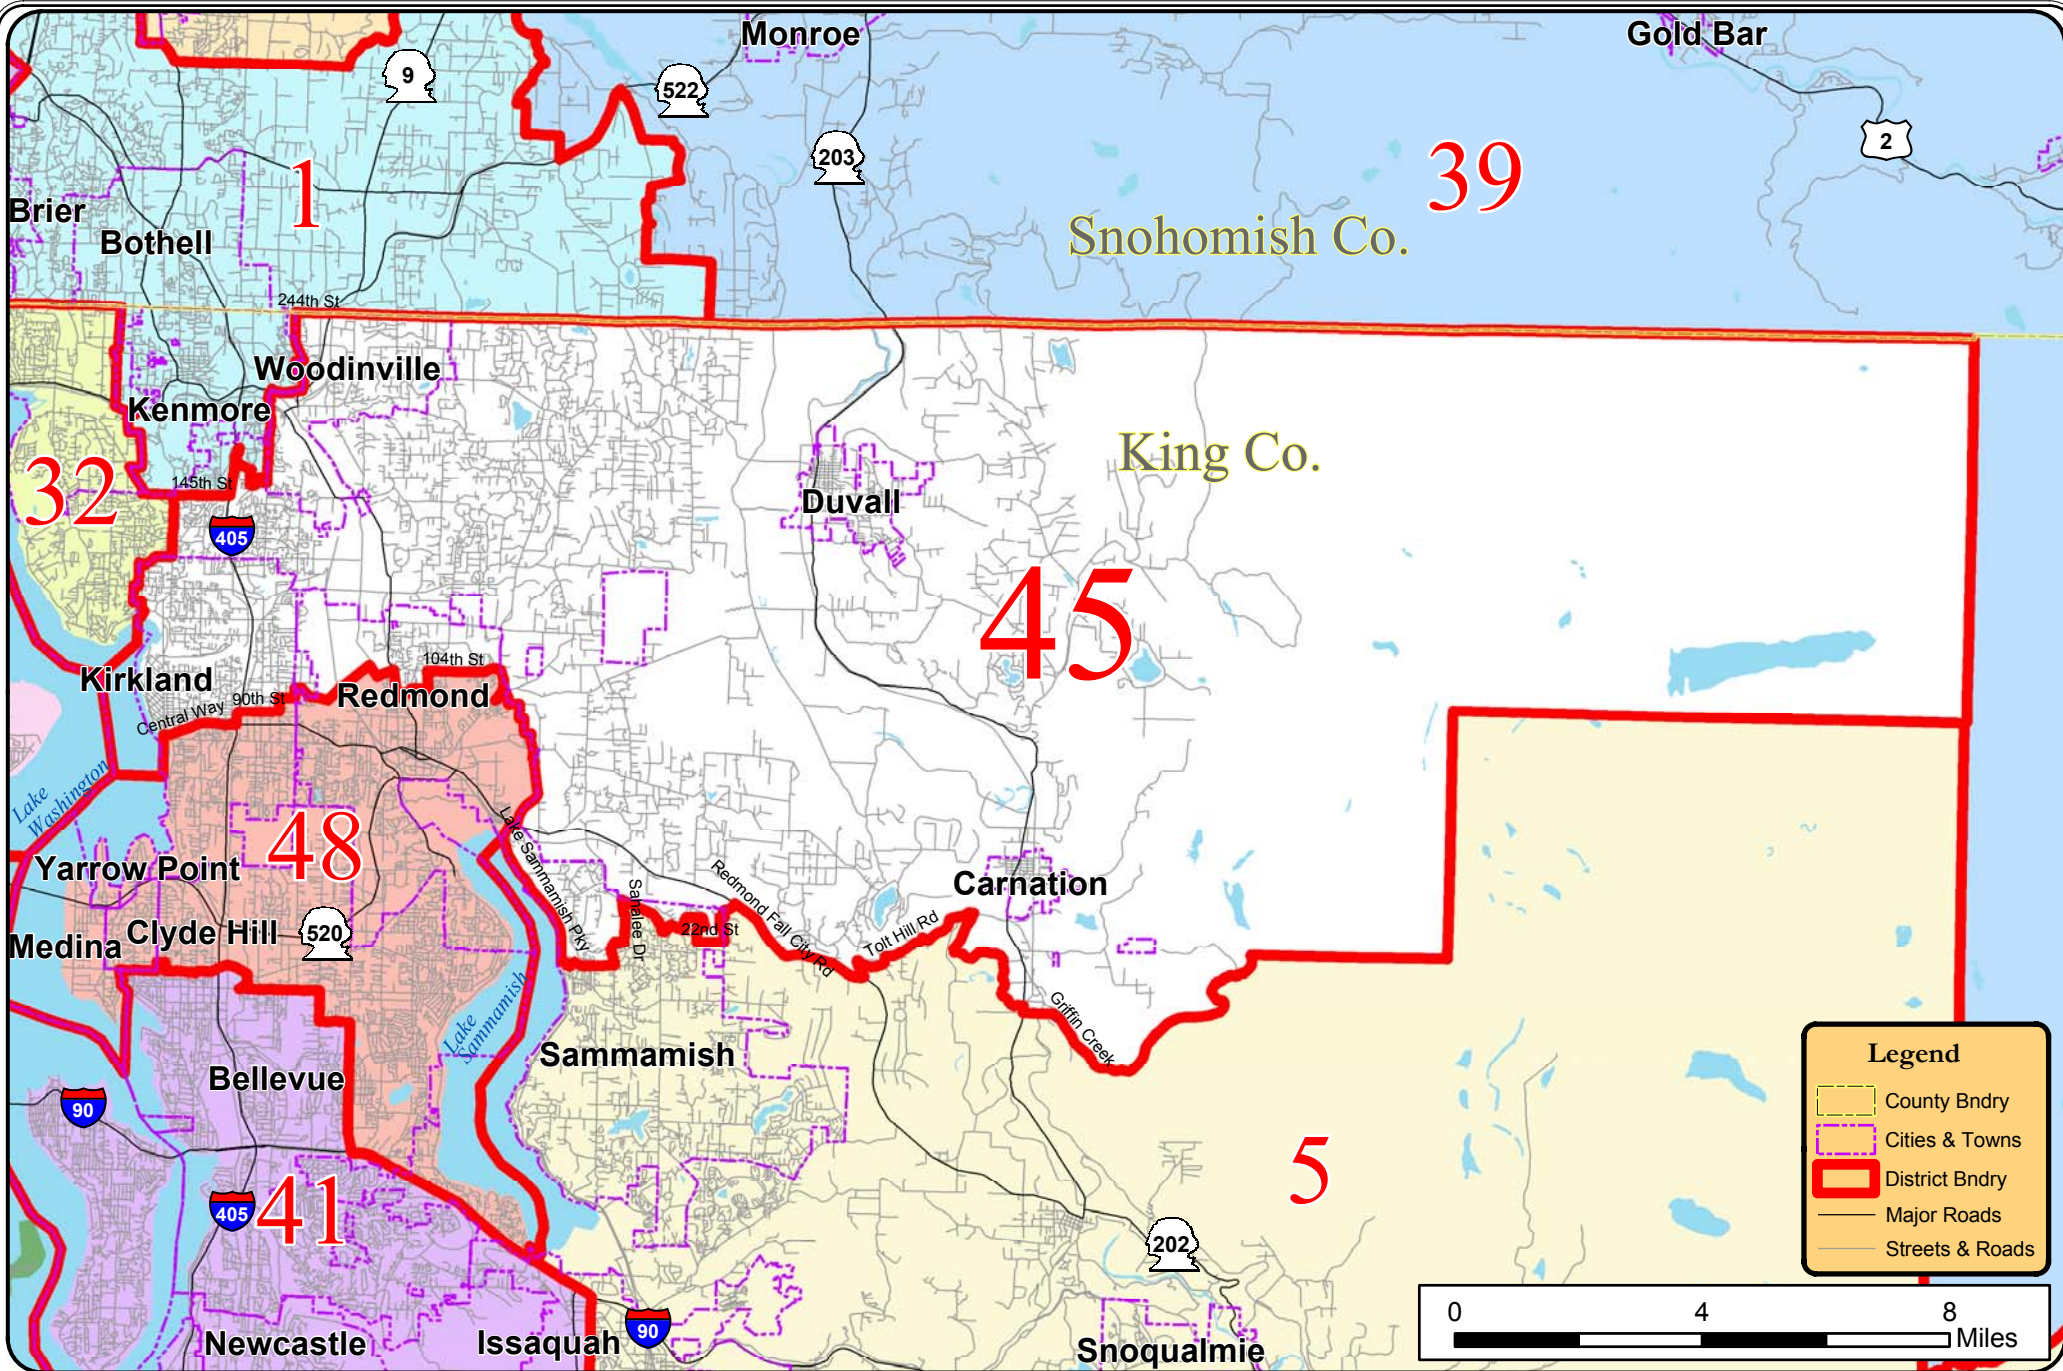 Monroe
Gold Bar
9
522
2
203
39
1
Brier
Bothell
Snohomish Co.
244th St
Woodinville
Kenmore
King Co.
32
145th St
Duvall
405
45
104th St
Kirkland
90th St
Redmond
Central Way
Lake
Washington
48
Lake Sammamish Pky
Yarrow Point
Sahalee Dr
Redmond Fall City Rd
Carnation
Clyde Hill
520
Medina
22nd St
Tolt Hill Rd
Griffin Creek
Lake
Sammamish
Sammamish
Bellevue
90
5
41
405
202
Newcastle
Issaquah
90
Snoqualmie
Legend
County Bndry
Cities & Towns
District Bndry
Major Roads
Streets & Roads
0 4 8
Miles